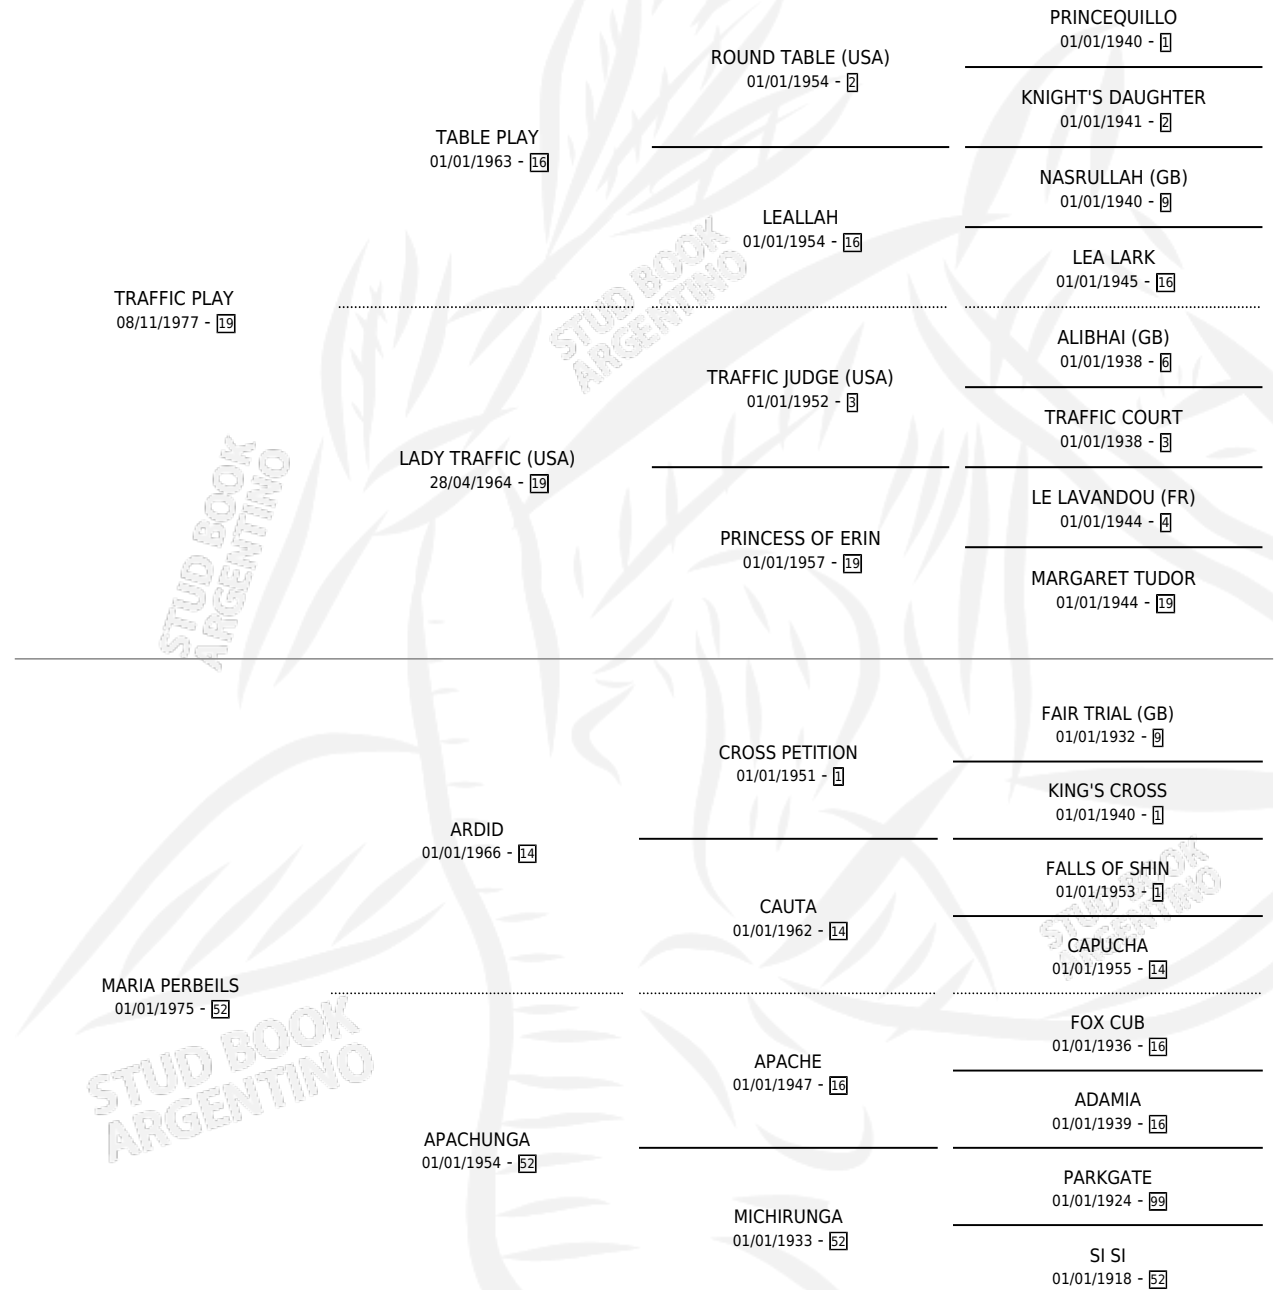 PRINCEQUILLO
01/01/1940 - 1
ROUND TABLE (USA)
01/01/1954 - 2
KNIGHT'S DAUGHTER
01/01/1941 - 2
TABLE PLAY
01/01/1963 - 16
NASRULLAH (GB)
01/01/1940 - 9
LEALLAH
01/01/1954 - 16
LEA LARK
01/01/1945 - 16
TRAFFIC PLAY
08/11/1977 - 19
STUD BOOK
ARGENTINO
ALIBHAI (GB)
01/01/1938 - 6
TRAFFIC JUDGE (USA)
01/01/1952 - 3
TRAFFIC COURT
01/01/1938 - 3
LADY TRAFFIC (USA)
28/04/1964 - 19
LE LAVANDOU (FR)
01/01/1944 - 4
PRINCESS OF ERIN
01/01/1957 - 19
MARGARET TUDOR
01/01/1944 - 19
STUD BOOK
ARGENTINO
FAIR TRIAL (GB)
01/01/1932 - 9
CROSS PETITION
01/01/1951 - 1
KING'S CROSS
01/01/1940 - 1
ARDID
01/01/1966 - 14
FALLS OF SHIN
01/01/1953 - 1
CAUTA
01/01/1962 - 14
STUD BOOK
ARGENTINO
CAPUCHA
01/01/1955 - 14
MARIA PERBEILS
01/01/1975 - 52
STUD BOOK
ARGENTINO
FOX CUB
01/01/1936 - 16
APACHE
01/01/1947 - 16
ADAMIA
01/01/1939 - 16
APACHUNGA
01/01/1954 - 52
PARKGATE
01/01/1924 - 99
MICHIRUNGA
01/01/1933 - 52
SI SI
01/01/1918 - 52